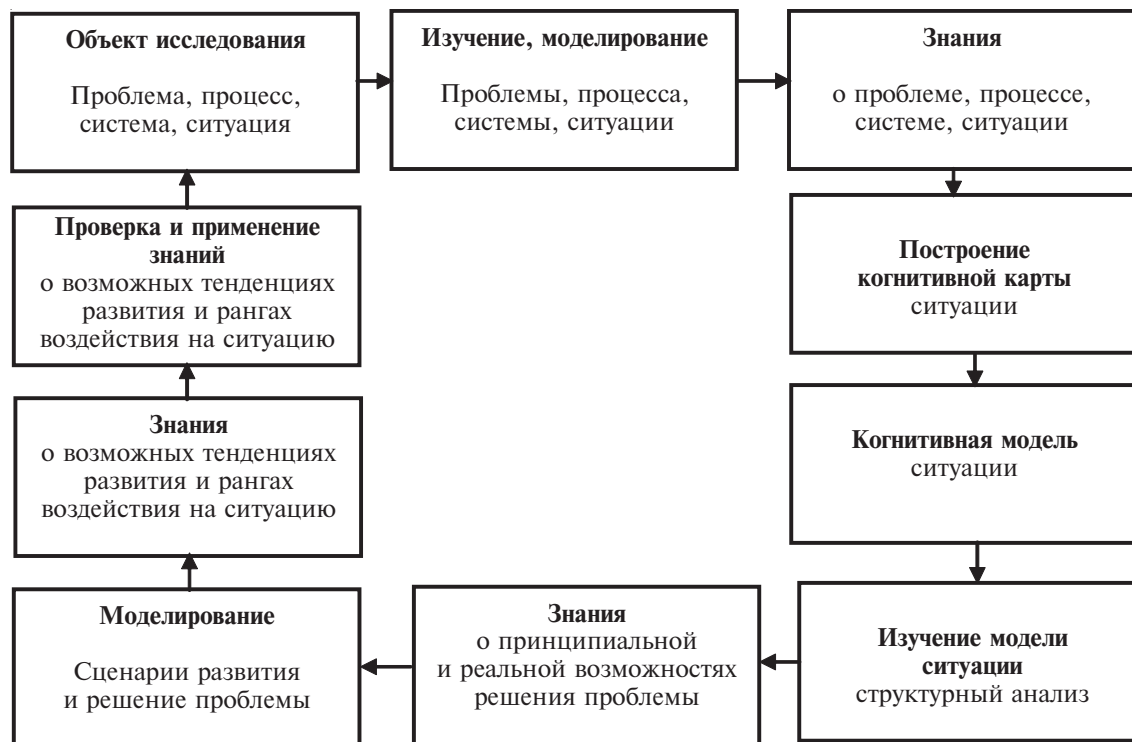 Объект исследования
Проблема, процесс,
система, ситуация
Изучение, моделирование
Проблемы, процесса,
системы, ситуации
Знания
о проблеме, процессе,
системе, ситуации
Построение
когнитивной карты
ситуации
Когнитивная модель
ситуации
Изучение модели
ситуации
структурный анализ
Знания
о принципиальной
и реальной возможностях
решения проблемы
Моделирование
Сценарии развития
и решение проблемы
Знания
о возможных тенденциях
развития и рангах
воздействия на ситуацию
Проверка и применение
знаний
о возможных тенденциях
развития и рангах
воздействия на ситуацию